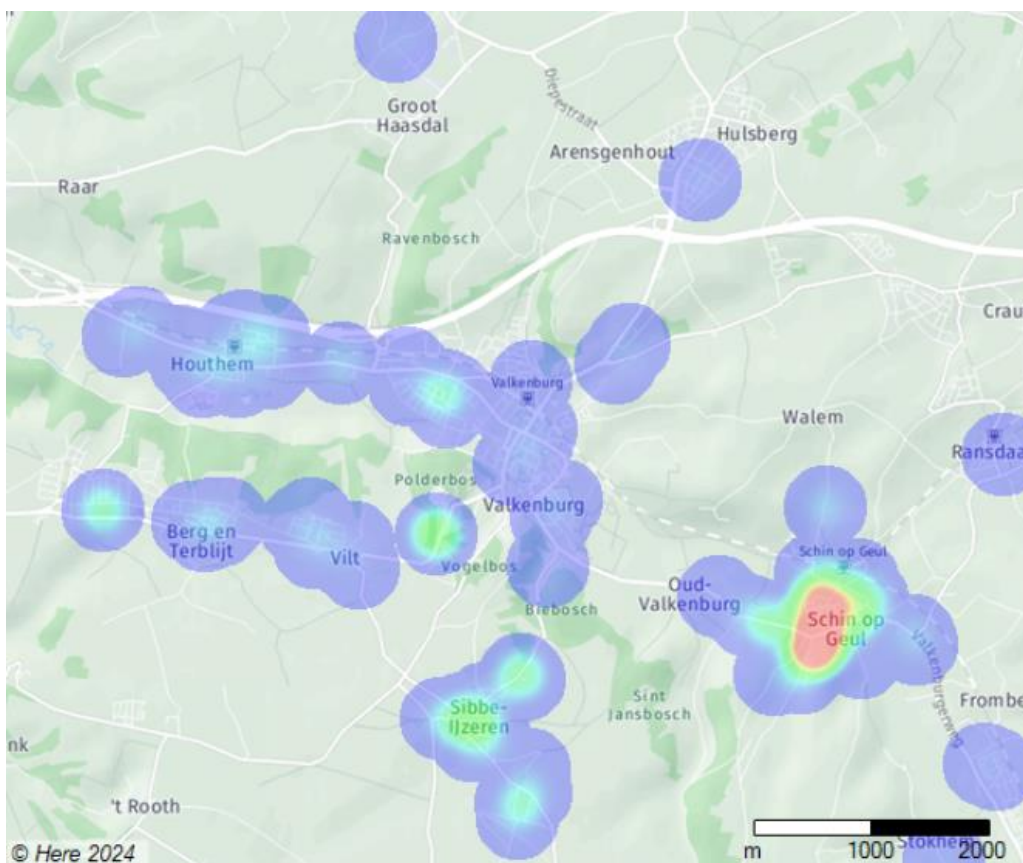 Groot
Haasdal
Diepestraat
Hulsberg
Arensgenhout
Raar
Ravenbosch
Crau
Houthem
Valkenburg
Walem
Ransdaa
Polderbos
Valkenburg
Berg en
Terblijt
Vilt
Vogelbos
Schin op Geul
Oud-
Valkenburg
Biebosch
Schin op
Geul
Valkenburgerweg
Sint
Jansbosch
Frombe
Sibbe-
IJzeren
nk
't Rooth
Stokhem
m 1000 2000
© Here 2024